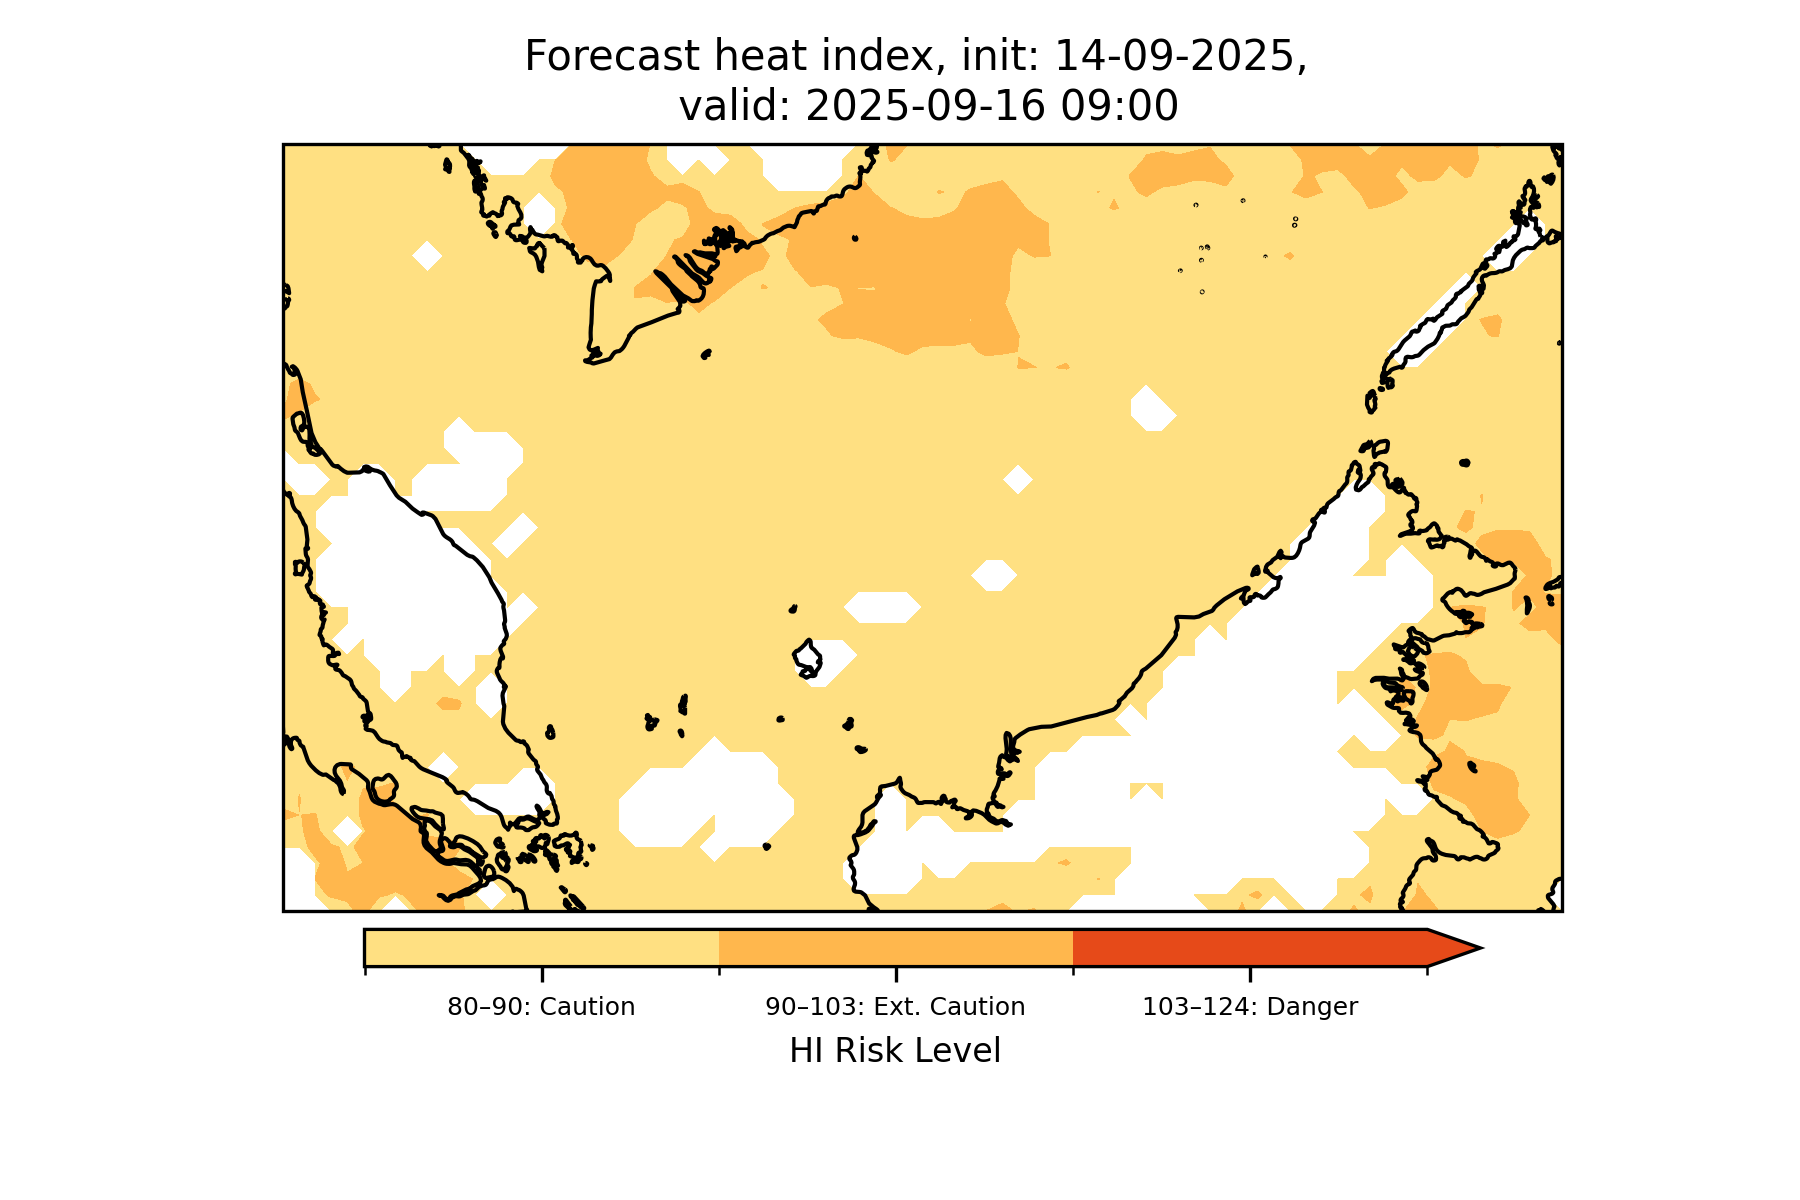 Forecast heat index, init: 14-09-2025,
valid: 2025-09-16 09:00
80–90: Caution
90–103: Ext. Caution
103–124: Danger
HI Risk Level